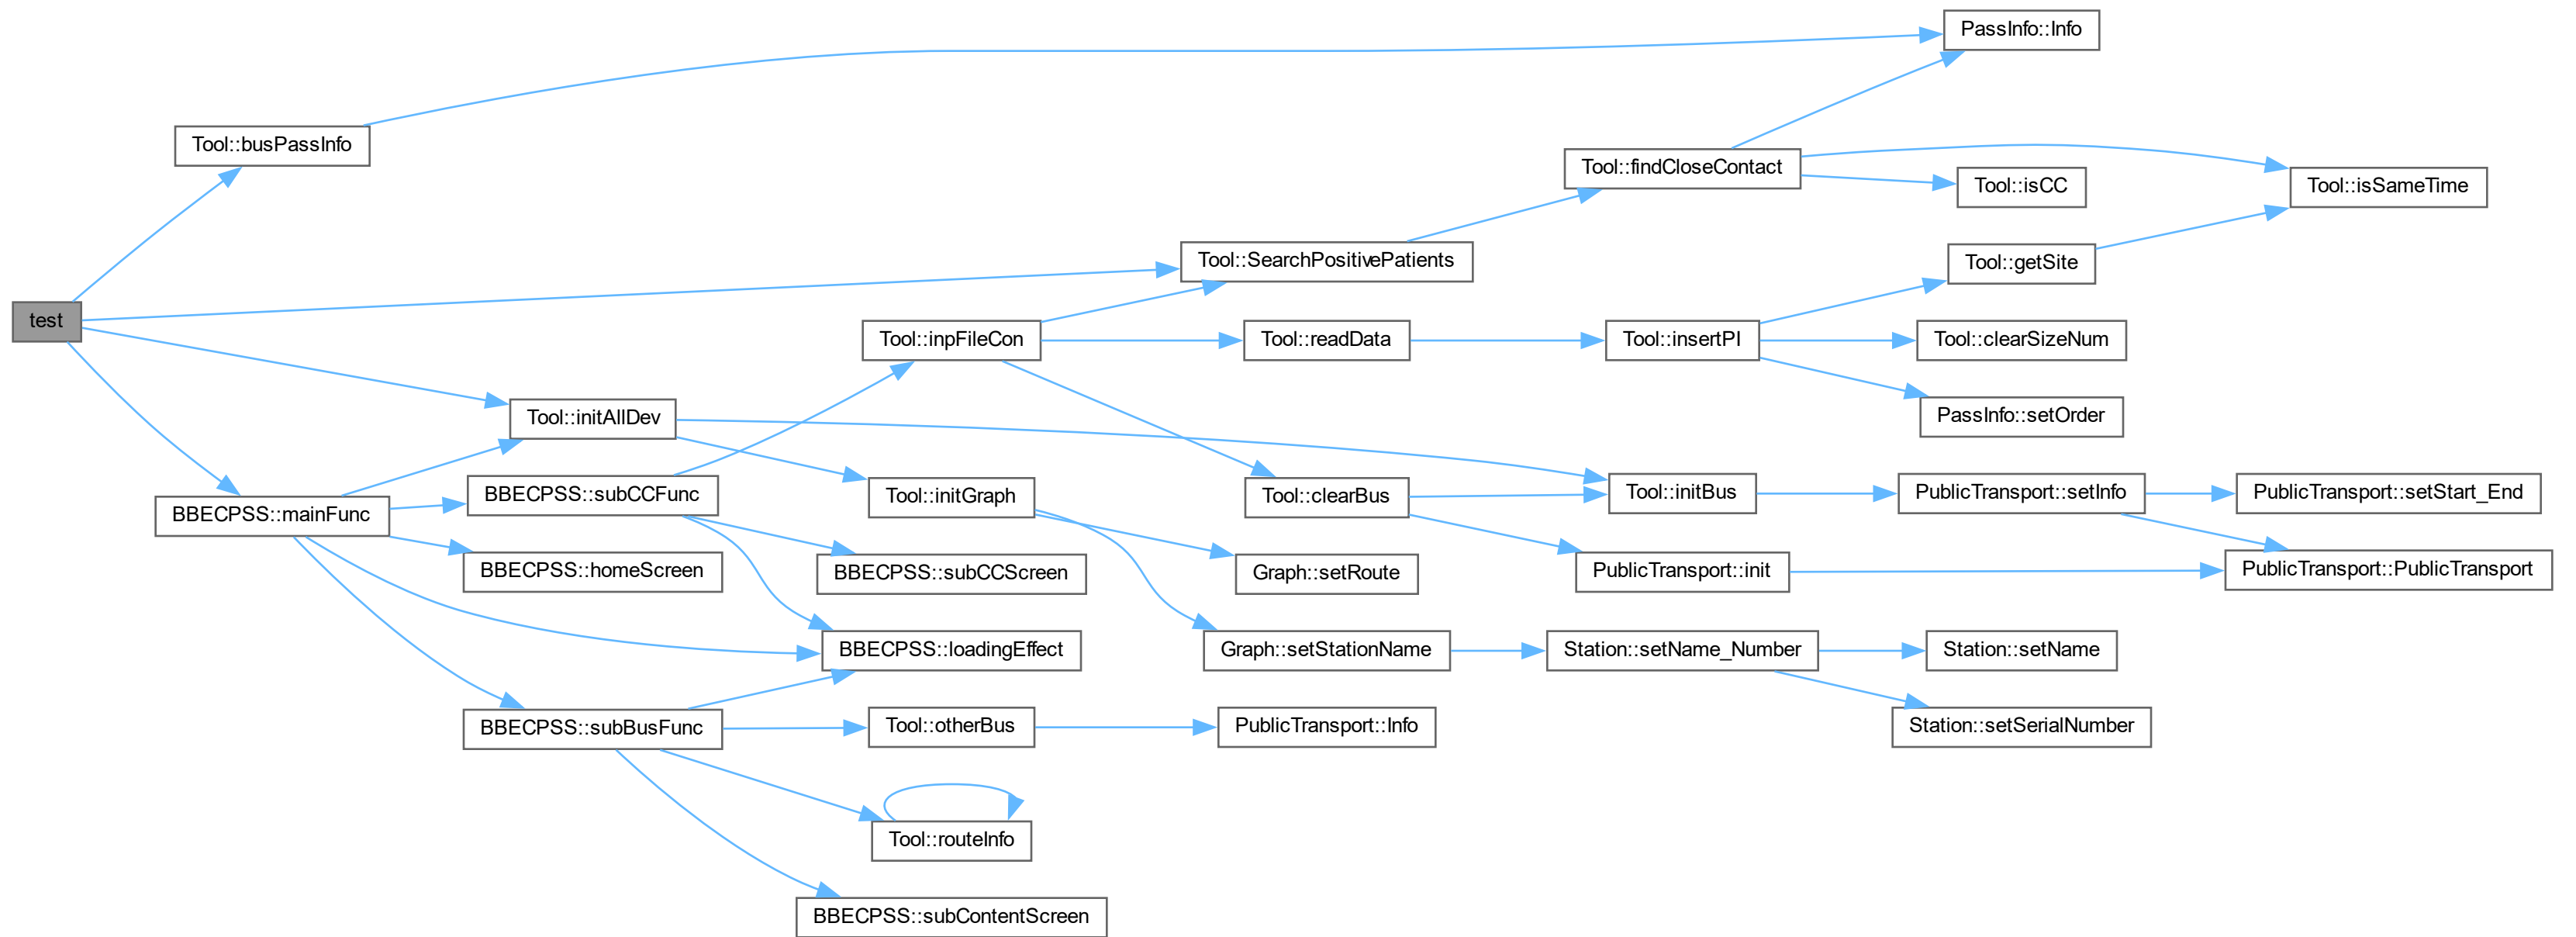 PassInfo::Info
Tool::busPassInfo
Tool::findCloseContact
Tool::isCC
Tool::isSameTime
Tool::SearchPositivePatients
Tool::getSite
test
Tool::inpFileCon
Tool::readData
Tool::insertPI
Tool::clearSizeNum
Tool::initAllDev
PassInfo::setOrder
BBECPSS::mainFunc
BBECPSS::subCCFunc
Tool::initGraph
Tool::clearBus
Tool::initBus
PublicTransport::setInfo
PublicTransport::setStart_End
BBECPSS::homeScreen
BBECPSS::subCCScreen
Graph::setRoute
PublicTransport::init
PublicTransport::PublicTransport
BBECPSS::loadingEffect
Graph::setStationName
Station::setName_Number
Station::setName
BBECPSS::subBusFunc
Tool::otherBus
PublicTransport::Info
Station::setSerialNumber
Tool::routeInfo
BBECPSS::subContentScreen